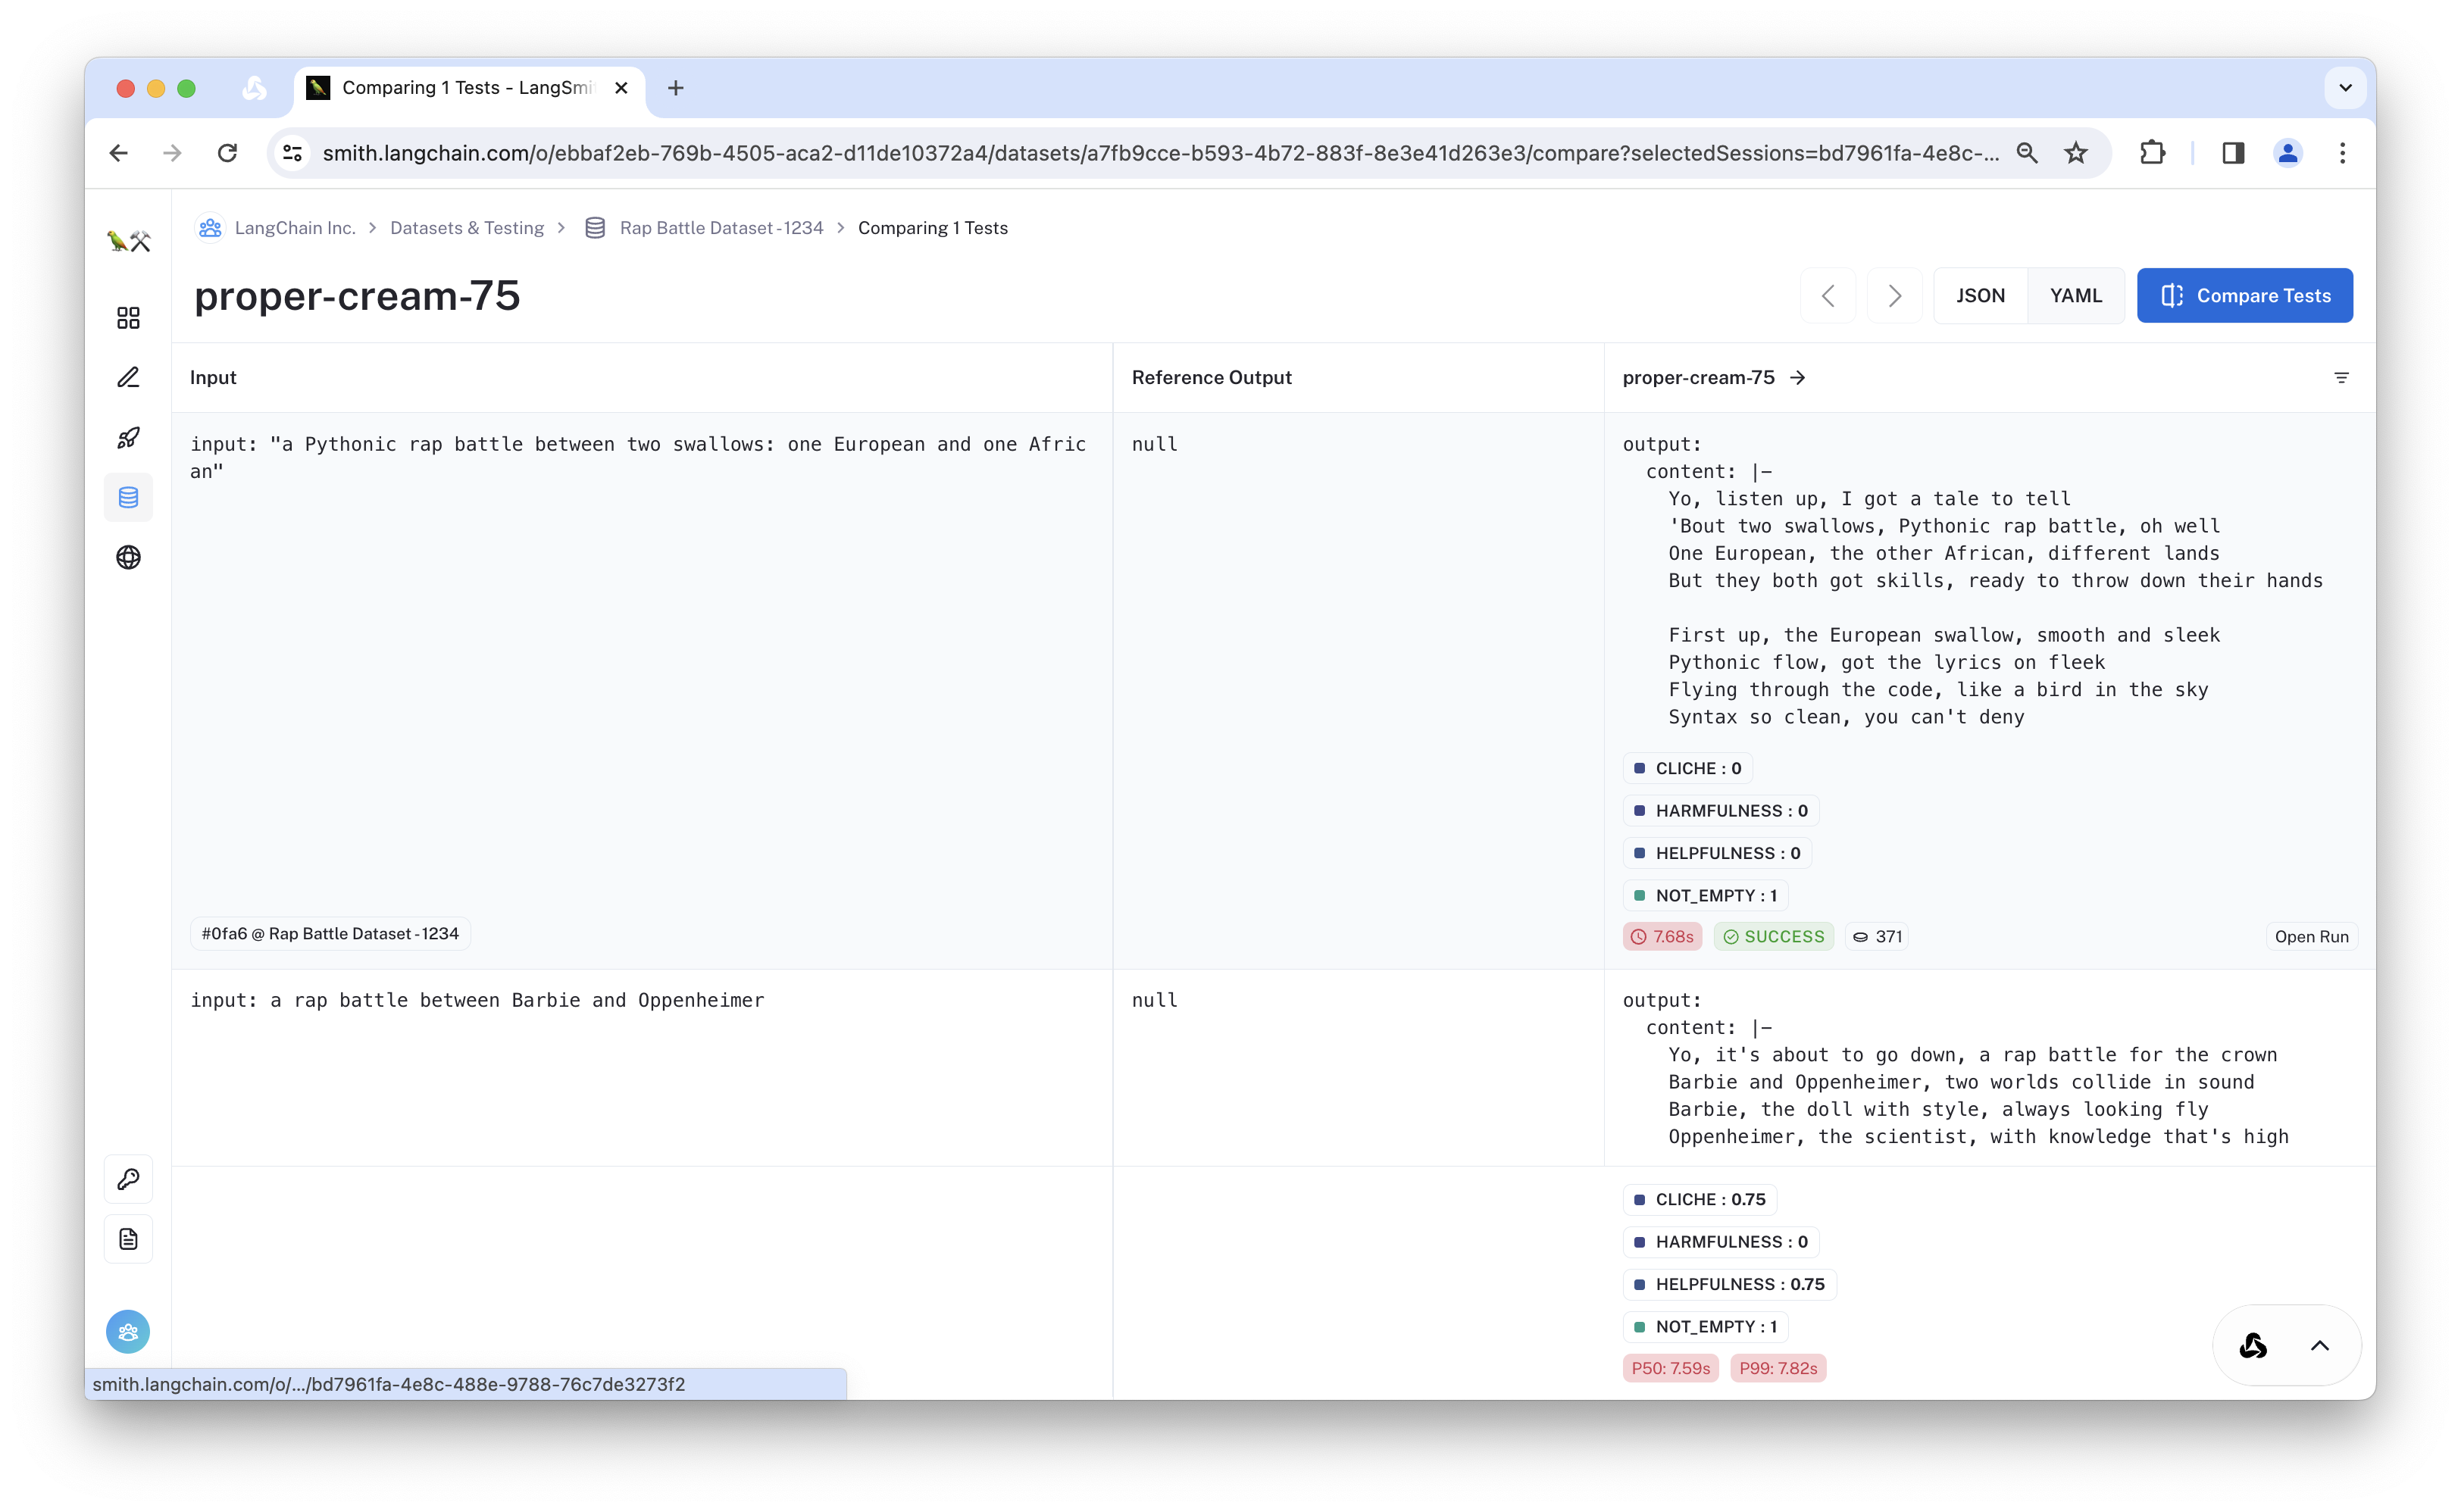 Comparing 1 Tests - LangSmi
smith.langchain.com/o/ebbaf2eb-769b-4505-aca2-d11de10372a4/datasets/a7fb9cce-b593-4b72-883f-8e3e41d263e3/compare?selectedSessions=bd7961fa-4e8c-...
LangChain Inc. > Datasets & Testing > Rap Battle Dataset - 1234 > Comparing 1 Tests
proper-cream-75
JSON YAML Compare Tests
Input Reference Output proper-cream-75 →
input: "a Pythonic rap battle between two swallows: one European and one Afric
an"
null
output:
content: |-
Yo, listen up, I got a tale to tell
'Bout two swallows, Pythonic rap battle, oh well
One European, the other African, different lands
But they both got skills, ready to throw down their hands
First up, the European swallow, smooth and sleek
Pythonic flow, got the lyrics on fleek
Flying through the code, like a bird in the sky
Syntax so clean, you can't deny
CLICHE : 0
HARMFULNESS : 0
HELPFULNESS : 0
NOT_EMPTY : 1
#0fa6 @ Rap Battle Dataset - 1234
7.68s SUCCESS 371 Open Run
input: a rap battle between Barbie and Oppenheimer
null
output:
content: |-
Yo, it's about to go down, a rap battle for the crown
Barbie and Oppenheimer, two worlds collide in sound
Barbie, the doll with style, always looking fly
Oppenheimer, the scientist, with knowledge that's high
CLICHE : 0.75
HARMFULNESS : 0
HELPFULNESS : 0.75
NOT_EMPTY : 1
P50: 7.59s P99: 7.82s
smith.langchain.com/o/.../bd7961fa-4e8c-488e-9788-76c7de3273f2